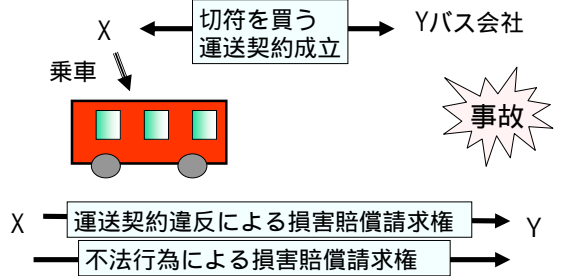 X
切符を買う
運送契約成立
Yバス会社
乗車
事故
X
運送契約違反による損害賠償請求権
Y
不法行為による損害賠償請求権